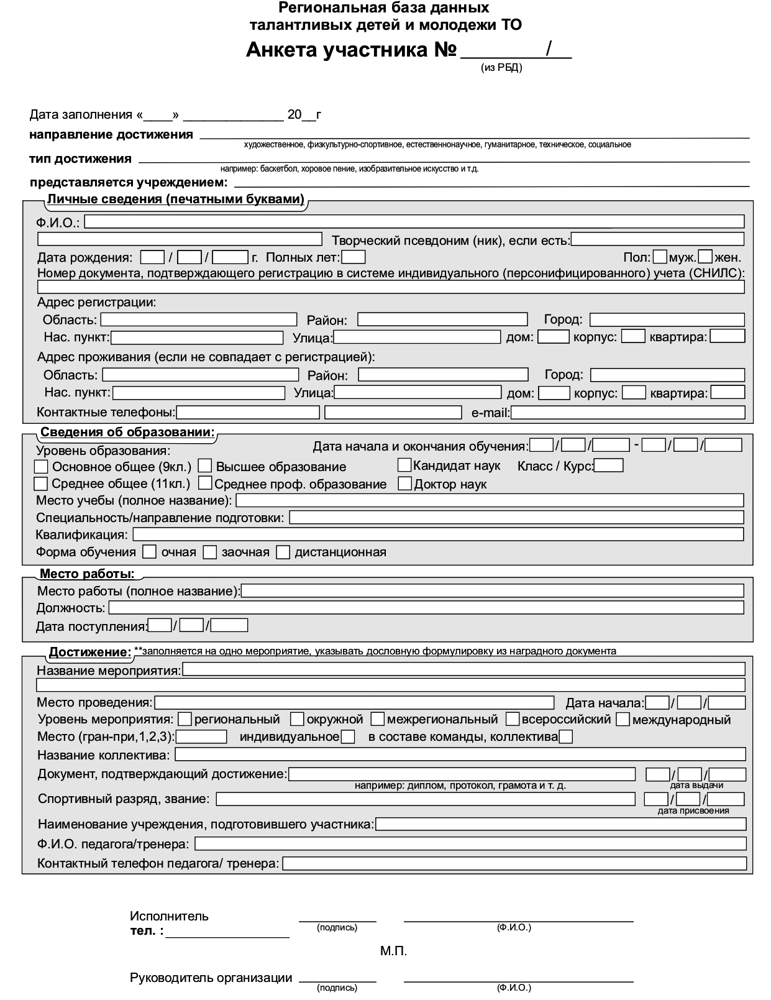 Региональная база данных
талантливых детей и молодежи ТО
Анкета участника № ________/__
(из РБД)
Дата заполнения «____» ______________ 20__г
направление достижения
художественное, физкультурно-спортивное, естественнонаучное, гуманитарное, техническое, социальное
тип достижения
например: баскетбол, хоровое пение, изобразительное искусство и т.д.
представляется учреждением:
Личные сведения (печатными буквами)
Ф.И.О.:
Творческий псевдоним (ник), если есть:
Дата рождения: / / г. Полных лет: Пол: муж. жен.
Номер документа, подтверждающего регистрацию в системе индивидуального (персонифицированного) учета (СНИЛС):
Адрес регистрации:
Область: Район: Город:
Нас. пункт: Улица: дом: корпус: квартира:
Адрес проживания (если не совпадает с регистрацией):
Область: Район: Город:
Нас. пункт: Улица: дом: корпус: квартира:
Контактные телефоны: e-mail:
Сведения об образовании:
Уровень образования: Дата начала и окончания обучения: / / - / /
Основное общее (9кл.) Высшее образование Кандидат наук Класс / Курс:
Среднее общее (11кл.) Среднее проф. образование Доктор наук
Место учебы (полное название):
Специальность/направление подготовки:
Квалификация:
Форма обучения очная заочная дистанционная
Место работы:
Место работы (полное название):
Должность:
Дата поступления: / /
Достижение: **заполняется на одно мероприятие, указывать дословную формулировку из наградного документа
Название мероприятия:
Место проведения: Дата начала: / /
Уровень мероприятия: региональный окружной межрегиональный всероссийский международный
Место (гран-при,1,2,3): индивидуальное в составе команды, коллектива
Название коллектива:
Документ, подтверждающий достижение: / /
например: диплом, протокол, грамота и т. д. дата выдачи
Спортивный разряд, звание: / /
дата присвоения
Наименование учреждения, подготовившего участника:
Ф.И.О. педагога/тренера:
Контактный телефон педагога/ тренера:
Исполнитель
(подпись) (Ф.И.О.)
тел. :
М.П.
Руководитель организации
(подпись) (Ф.И.О.)